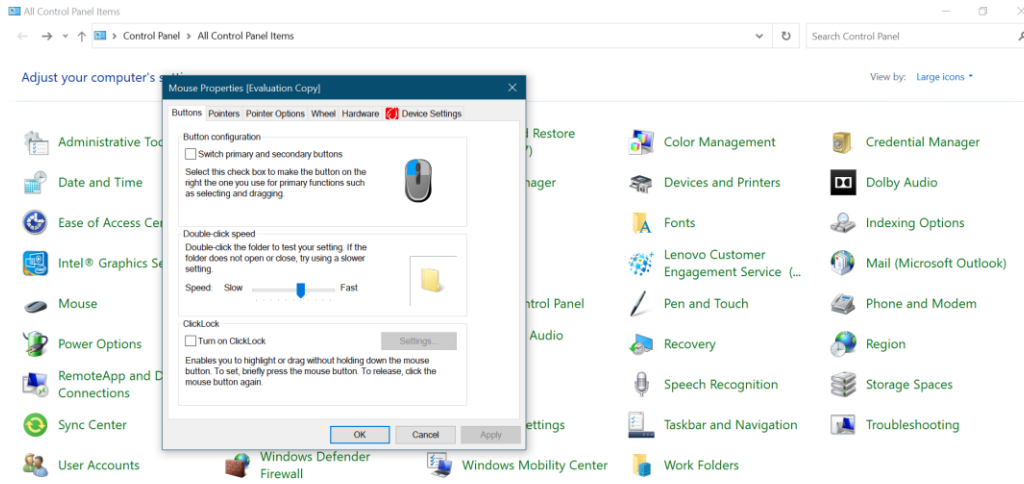 All Control Panel Items
Control Panel > All Control Panel Items
Search Control Panel
Adjust your computer's
View by: Large icons
Mouse Properties [Evaluation Copy]
Buttons Pointers Pointer Options Wheel Hardware Device Settings
Button configuration
Switch primary and secondary buttons
Select this check box to make the button on the
right the one you use for primary functions such
as selecting and dragging.
Double-click speed
Double-click the folder to test your setting. If the
folder does not open or close, try using a slower
setting.
Speed: Slow Fast
ClickLock
Turn on ClickLock
Settings...
Enables you to highlight or drag without holding down the mouse
button. To set, briefly press the mouse button. To release, click the
mouse button again.
OK Cancel Apply
Administrative Too
d Restore
7)
Color Management
Credential Manager
Date and Time
nager
Devices and Printers
Dolby Audio
Ease of Access Cen
Fonts
Indexing Options
Intel® Graphics Se
Lenovo Customer
Engagement Service (...
Mail (Microsoft Outlook)
Mouse
ntrol Panel
Pen and Touch
Phone and Modem
Power Options
Audio
Recovery
Region
RemoteApp and D
Connections
Speech Recognition
Storage Spaces
Sync Center
ettings
Taskbar and Navigation
Troubleshooting
User Accounts
Windows Defender
Firewall
Windows Mobility Center
Work Folders